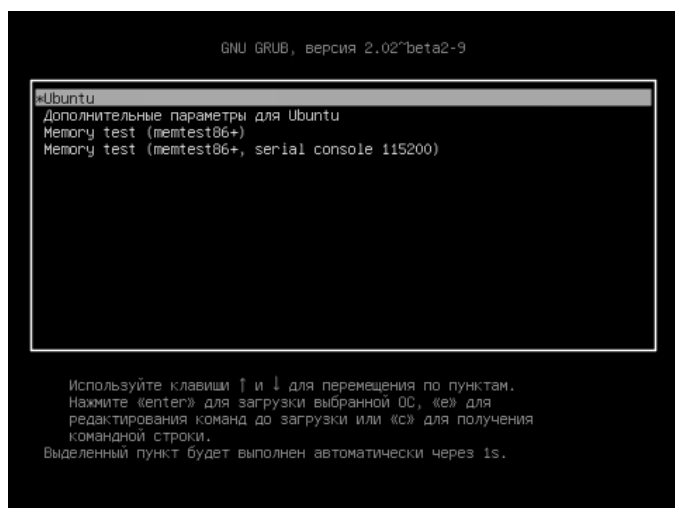 GNU GRUB, версия 2.02~beta2-9
*Ubuntu
Дополнительные параметры для Ubuntu
Memory test (memtest86+)
Memory test (memtest86+, serial console 115200)
Используйте клавиши ↑ и ↓ для перемещения по пунктам.
Нажмите «enter» для загрузки выбранной ОС, «e» для
редактирования команд до загрузки или «c» для получения
командной строки.
Выделенный пункт будет выполнен автоматически через 1s.